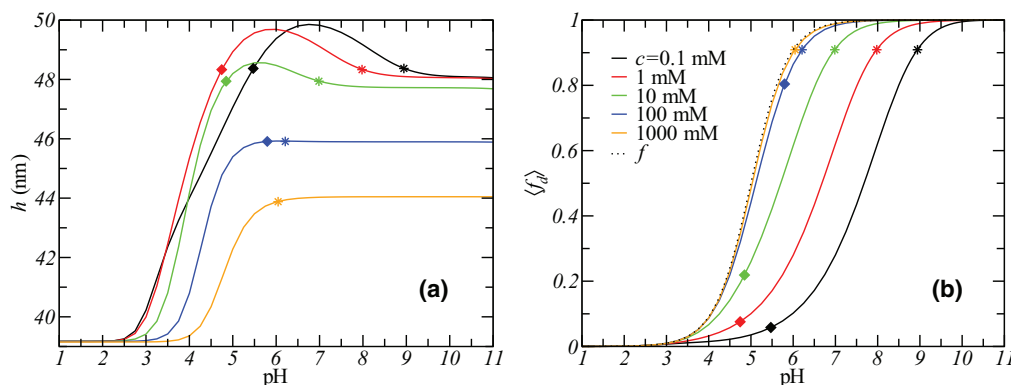 50
48
46
44
42
40
h (nm)
1 2 3 4 5 6 7 8 9 10 11
pH
(a)
1
0.8
0.6
0.4
0.2
0
⟨f_d⟩
c=0.1 mM
1 mM
10 mM
100 mM
1000 mM
f
1 2 3 4 5 6 7 8 9 10 11
pH
(b)